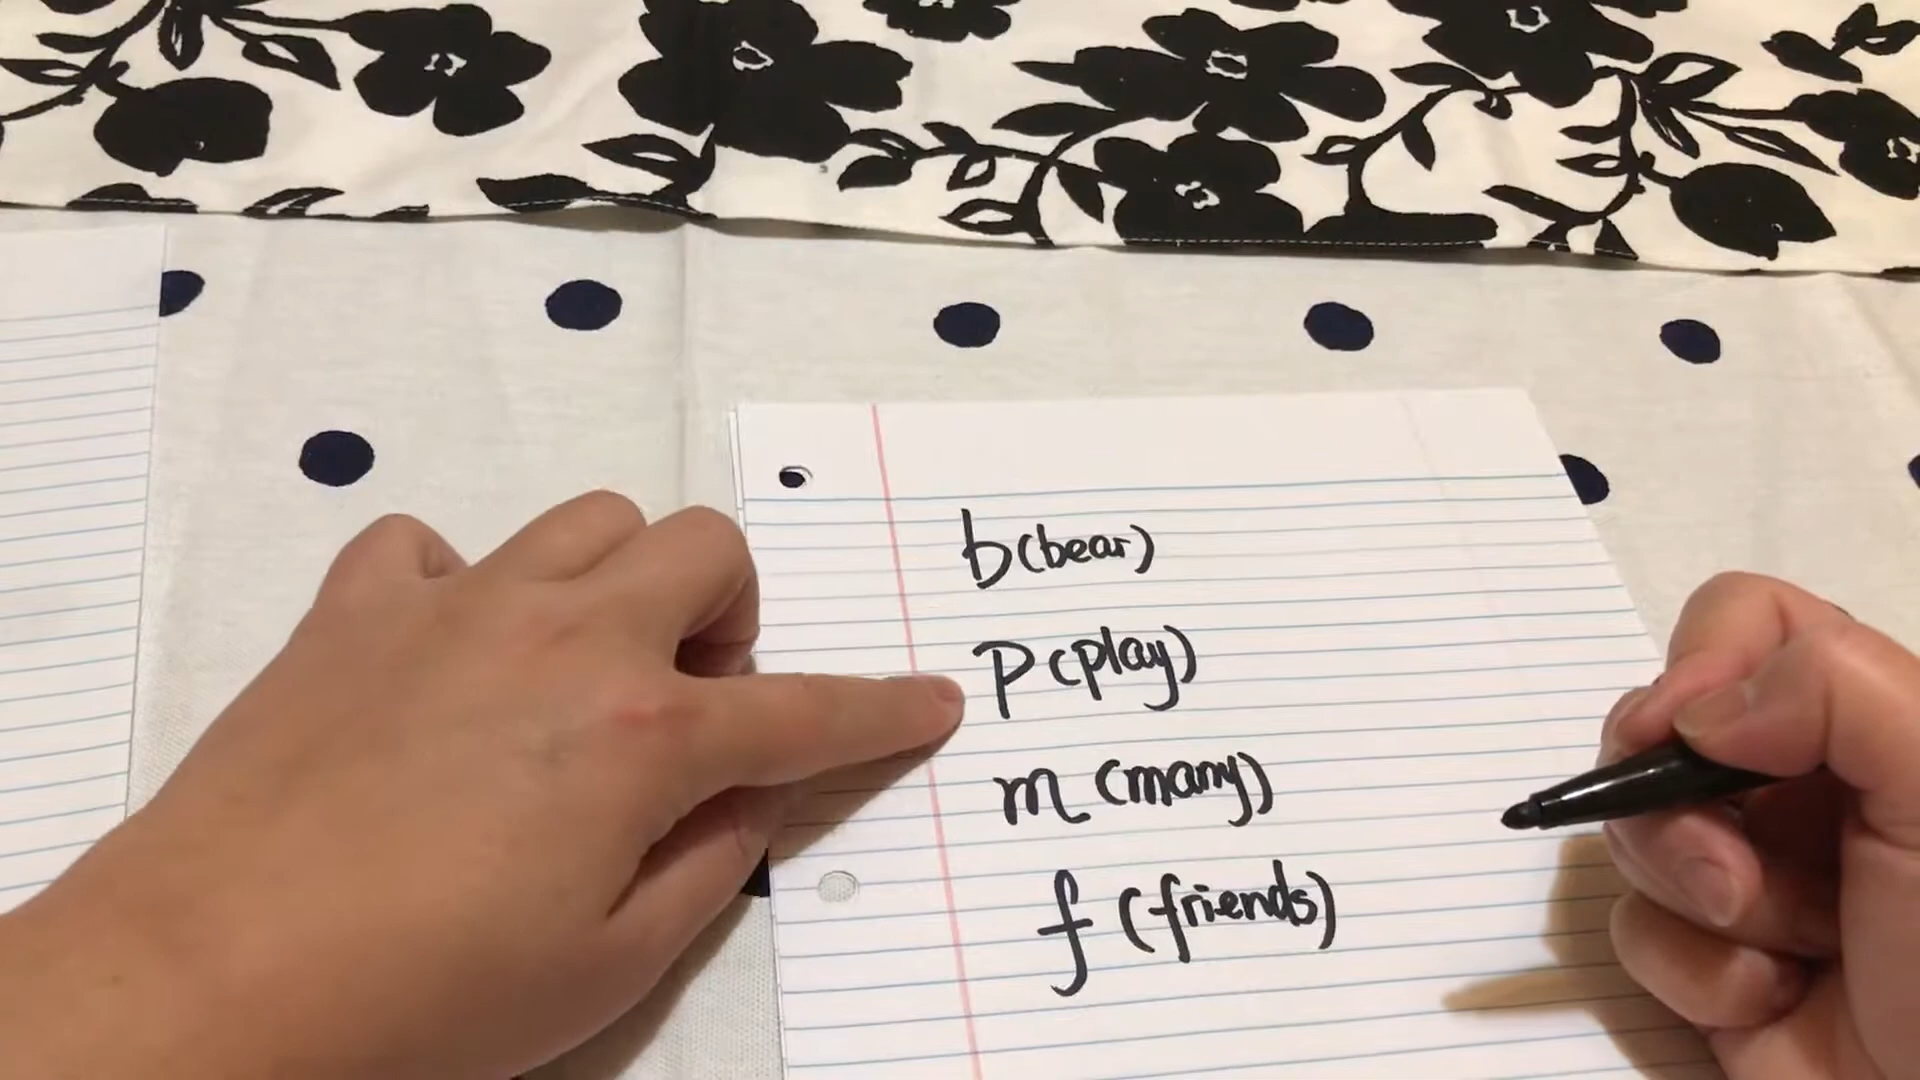 b (bear)
p (play)
m (many)
f (friends)